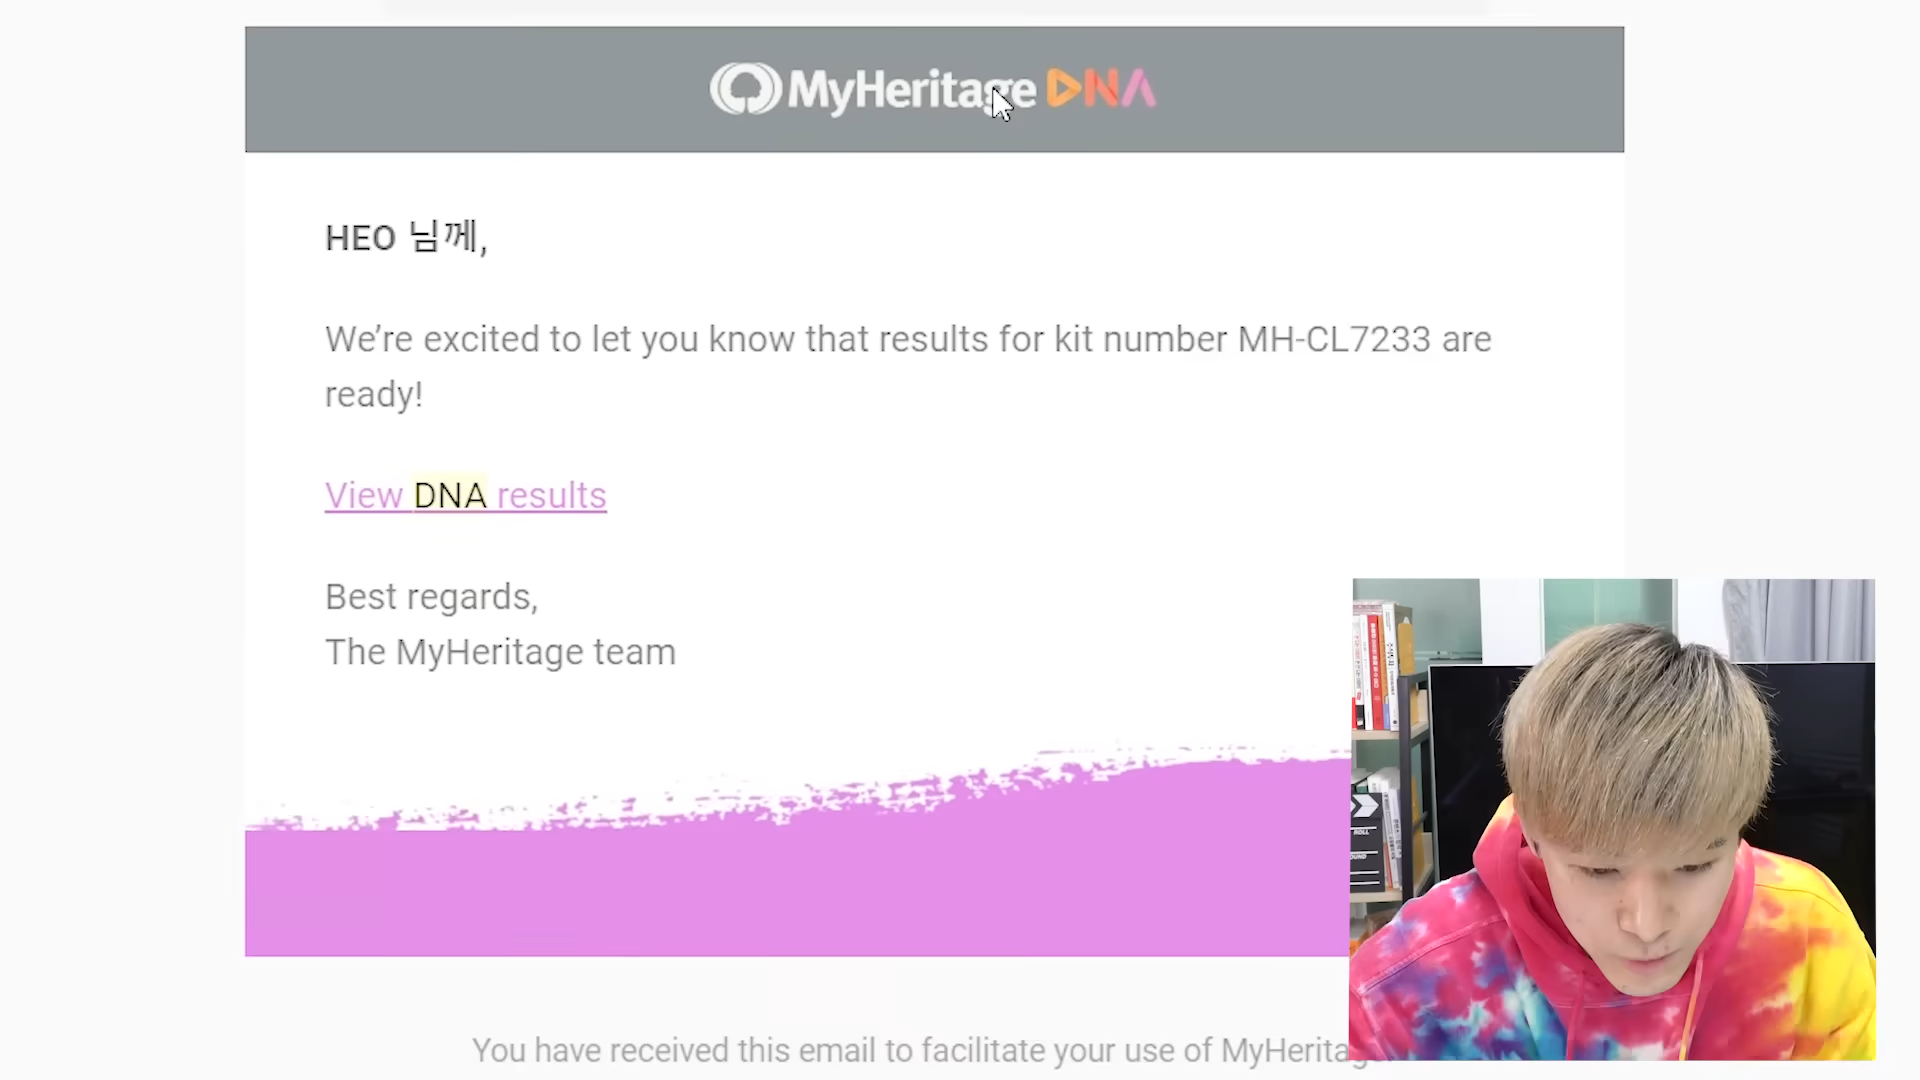 MyHeritage DNA
HEO 님께,
We're excited to let you know that results for kit number MH-CL7233 are
ready!
View DNA results
Best regards,
The MyHeritage team
You have received this email to facilitate your use of
ROLL